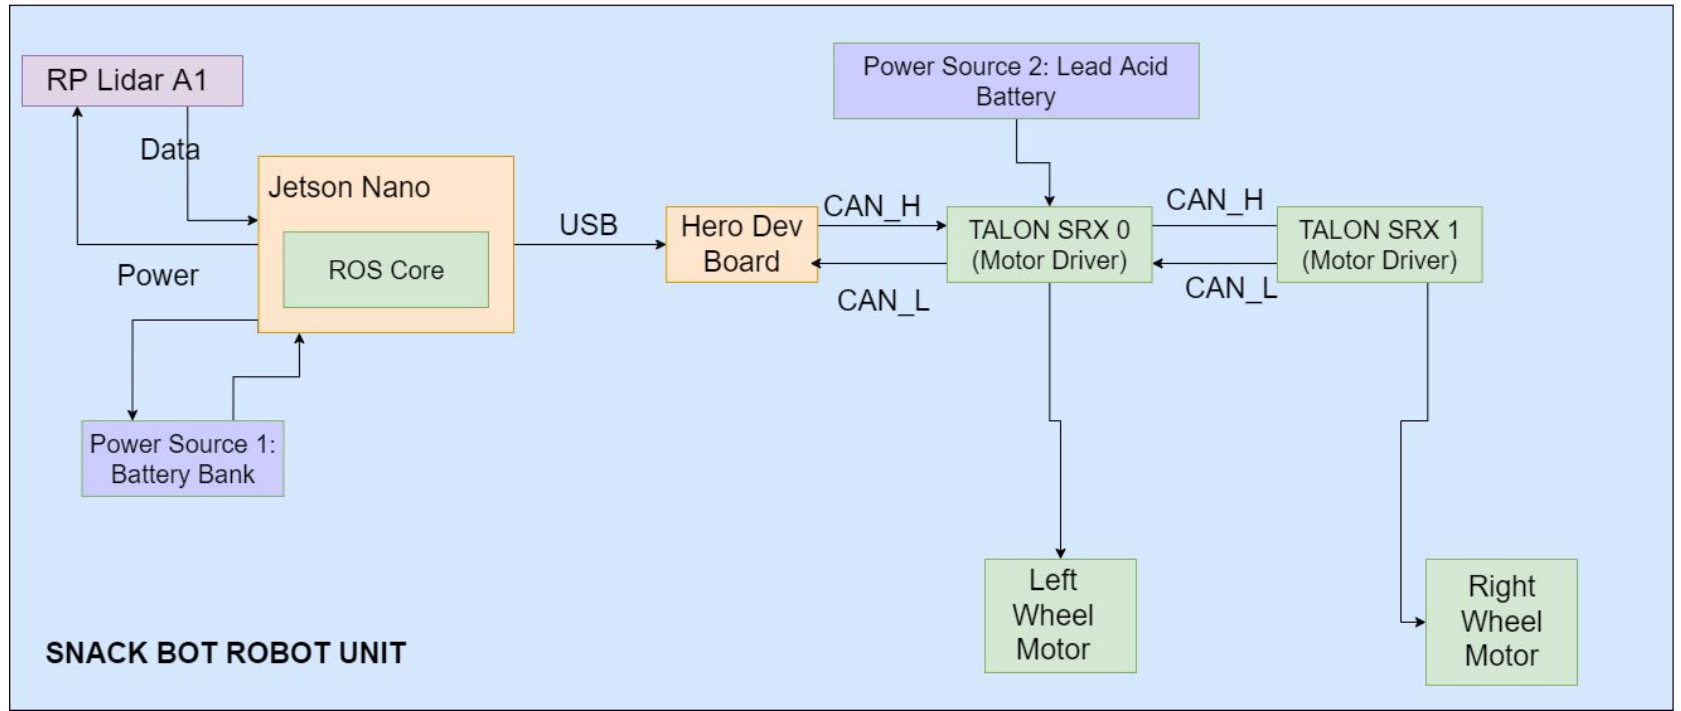 RP Lidar A1
Power Source 2: Lead Acid
Battery
Data
Jetson Nano
ROS Core
USB
Hero Dev
Board
CAN_H
TALON SRX 0
(Motor Driver)
CAN_H
TALON SRX 1
(Motor Driver)
CAN_L
CAN_L
Power
Power Source 1:
Battery Bank
Left
Wheel
Motor
Right
Wheel
Motor
SNACK BOT ROBOT UNIT